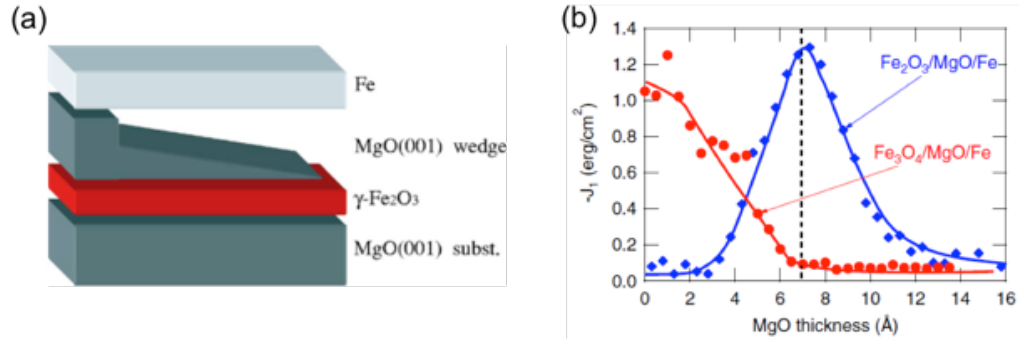 (a)
Fe
MgO(001) wedge
γ-Fe₂O₃
MgO(001) subst.
(b)
1.4
1.2
1.0
0.8
0.6
0.4
0.2
0.0
-J₁ (erg/cm²)
Fe₂O₃/MgO/Fe
Fe₃O₄/MgO/Fe
0 2 4 6 8 10 12 14 16
MgO thickness (Å)